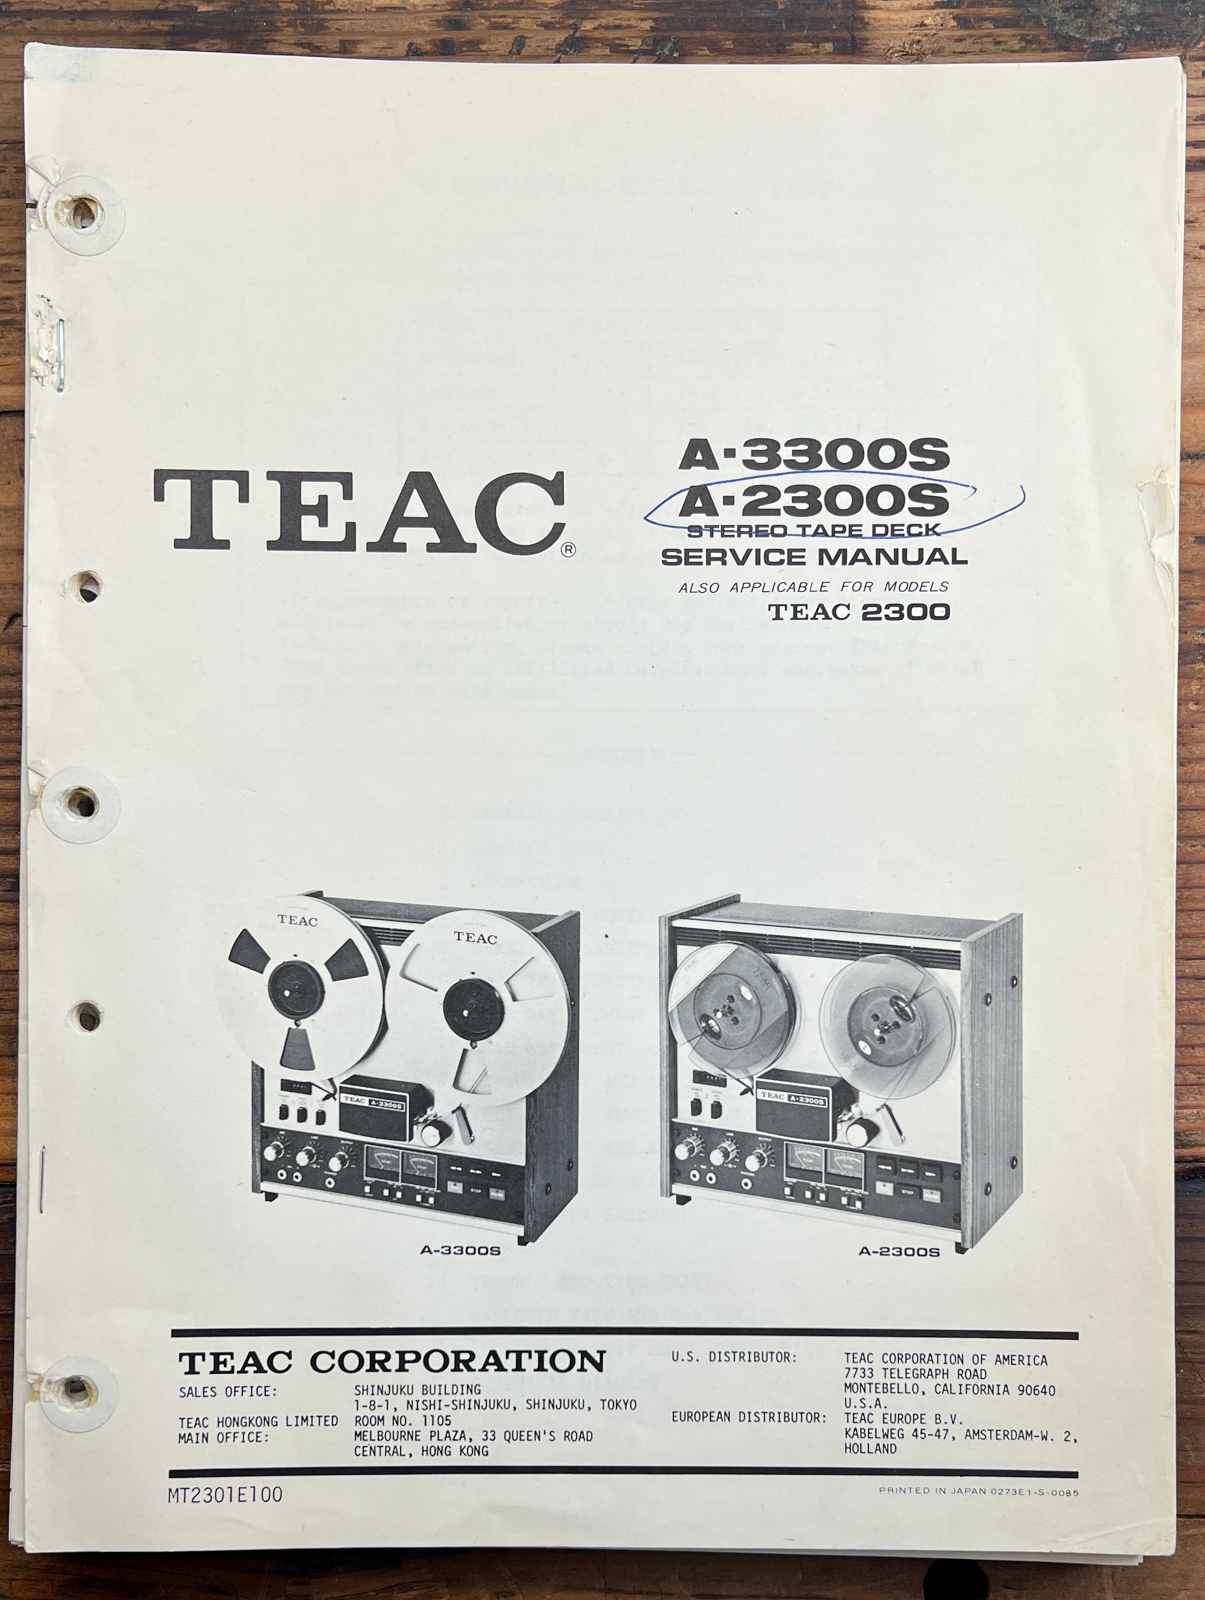 TEAC®
A-3300S
A-2300S
STEREO TAPE DECK
SERVICE MANUAL
ALSO APPLICABLE FOR MODELS
TEAC 2300
TEAC
TEAC
TEAC A-3300S
TEAC A-2300S
STOP
STOP
A-3300S
A-2300S
TEAC CORPORATION
SALES OFFICE: SHINJUKU BUILDING
1-8-1, NISHI-SHINJUKU, SHINJUKU, TOKYO
TEAC HONGKONG LIMITED ROOM NO. 1105
MAIN OFFICE: MELBOURNE PLAZA, 33 QUEEN'S ROAD
CENTRAL, HONG KONG
U.S. DISTRIBUTOR: TEAC CORPORATION OF AMERICA
7733 TELEGRAPH ROAD
MONTEBELLO, CALIFORNIA 90640
U.S.A.
EUROPEAN DISTRIBUTOR: TEAC EUROPE B.V.
KABELWEG 45-47, AMSTERDAM-W. 2,
HOLLAND
MT2301E100
PRINTED IN JAPAN 0273E1-S-0085